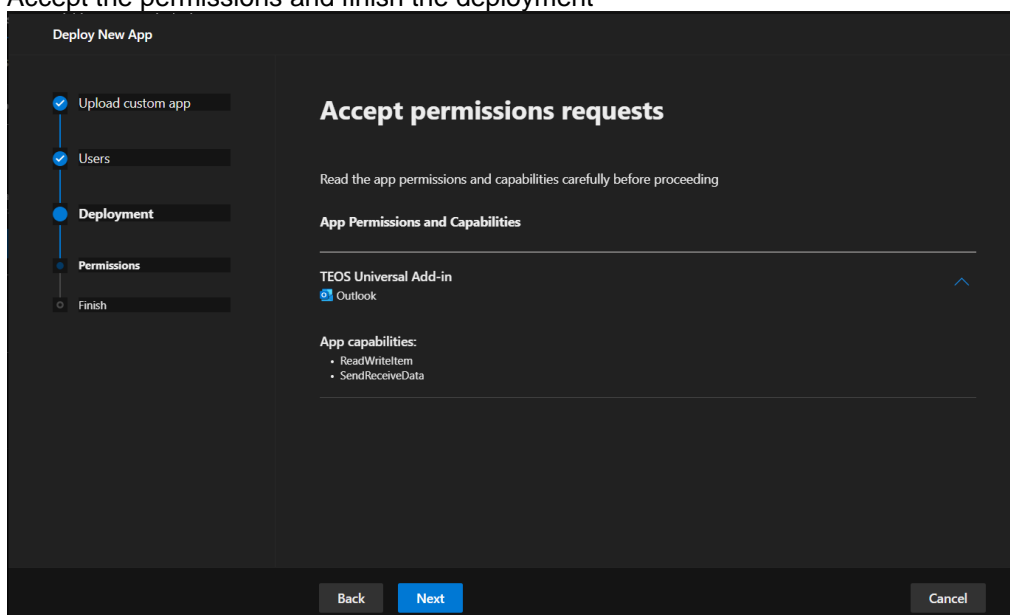 Accept the permissions and finish the deployment
Deploy New App
Upload custom app
Users
Deployment
Permissions
Finish
Accept permissions requests
Read the app permissions and capabilities carefully before proceeding
App Permissions and Capabilities
TEOS Universal Add-in
Outlook
App capabilities:
• ReadWriteItem
• SendReceiveData
Back
Next
Cancel